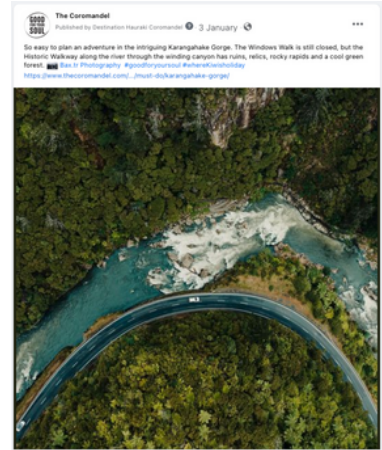 GOOD
FOR YOUR
SOUL
The Coromandel
Published by Destination Hauraki Coromandel
3 January
So easy to plan an adventure in the intriguing Karangahake Gorge. The Windows Walk is still closed, but the
Historic Walkway along the river through the winding canyon has ruins, relics, rocky rapids and a cool green
forest. 📷 Bas.tr Photography #goodforyoursoul #whereKiwisholiday
https://www.thecoromandel.com/.../must-do/karangahake-gorge/